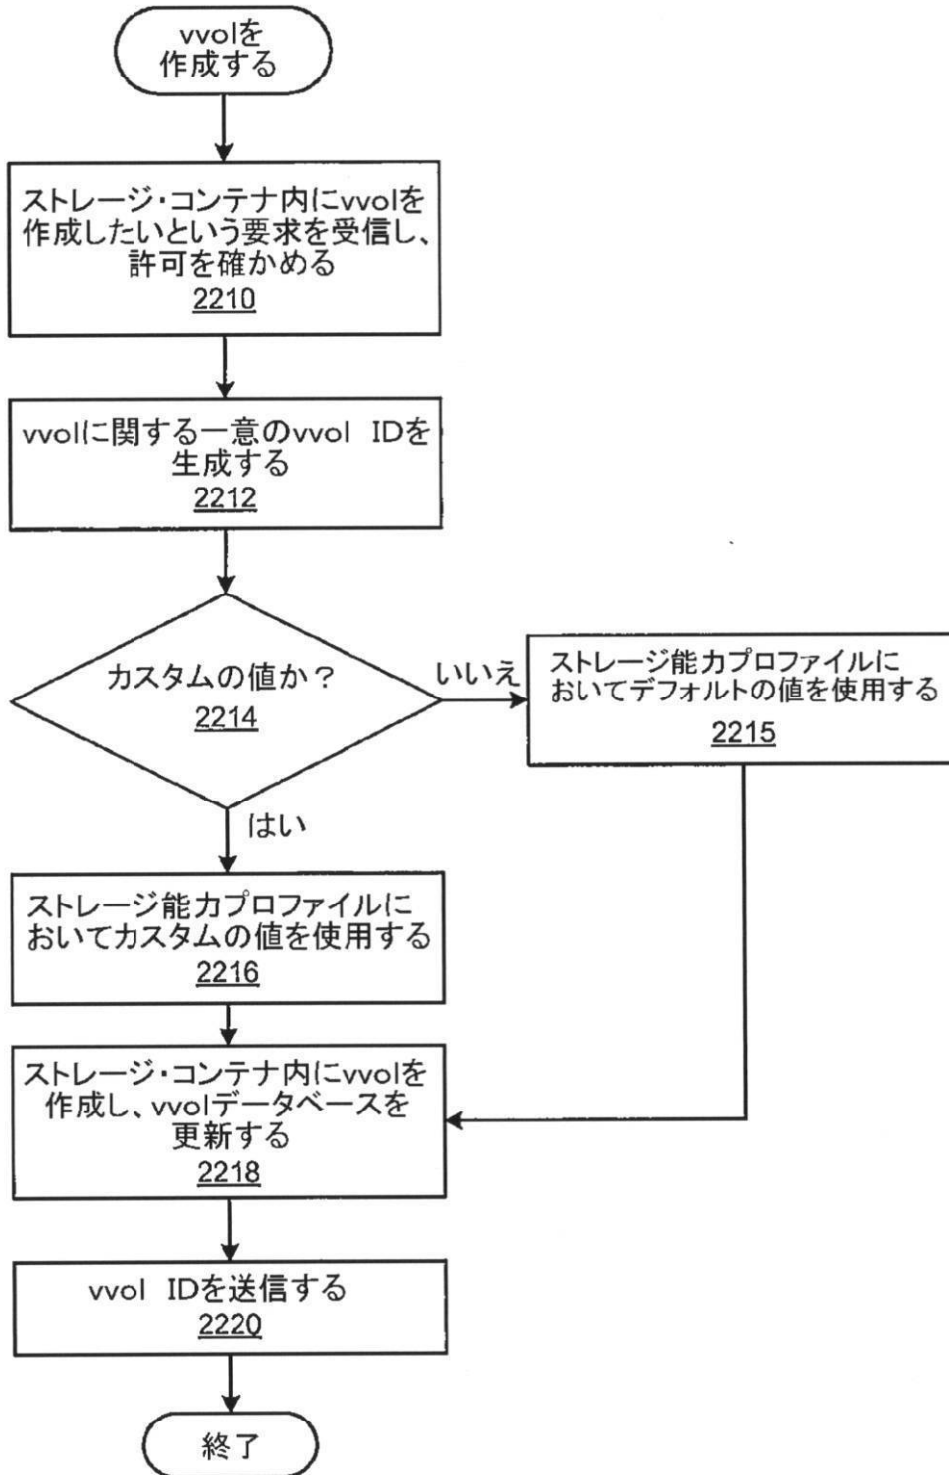 vvolを
作成する
ストレージ・コンテナ内にvvolを
作成したいという要求を受信し、
許可を確かめる
2210
vvolに関する一意のvvol IDを
生成する
2212
カスタムの値か？
2214
いいえ
ストレージ能力プロファイルに
おいてデフォルトの値を使用する
2215
はい
ストレージ能力プロファイルに
おいてカスタムの値を使用する
2216
ストレージ・コンテナ内にvvolを
作成し、vvolデータベースを
更新する
2218
vvol IDを送信する
2220
終了